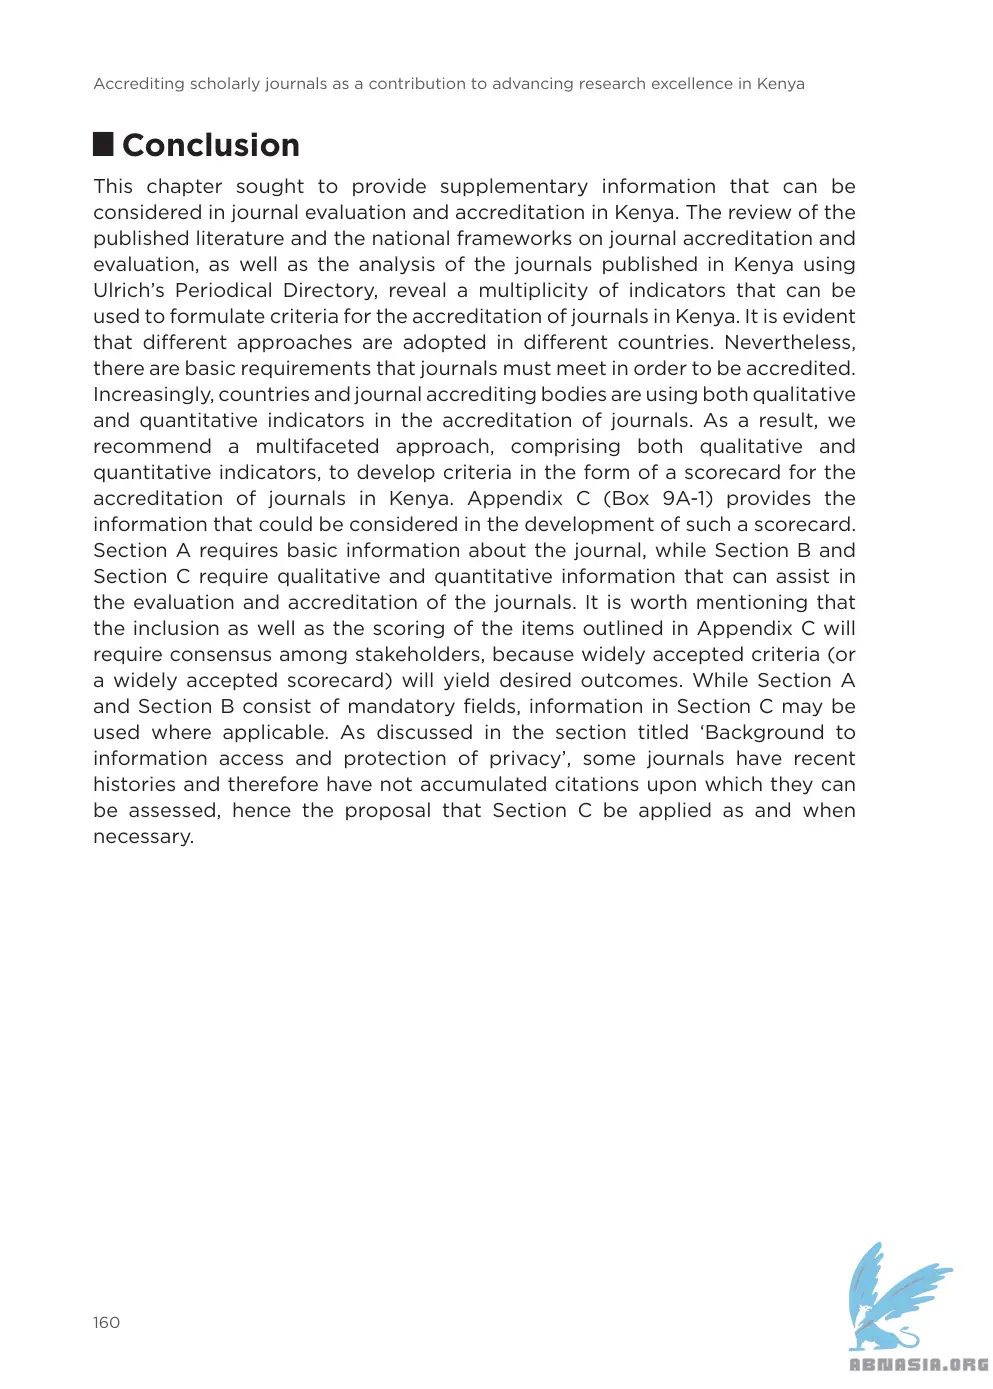 Accrediting scholarly journals as a contribution to advancing research excellence in Kenya
Conclusion
This chapter sought to provide supplementary information that can be
considered in journal evaluation and accreditation in Kenya. The review of the
published literature and the national frameworks on journal accreditation and
evaluation, as well as the analysis of the journals published in Kenya using
Ulrich’s Periodical Directory, reveal a multiplicity of indicators that can be
used to formulate criteria for the accreditation of journals in Kenya. It is evident
that different approaches are adopted in different countries. Nevertheless,
there are basic requirements that journals must meet in order to be accredited.
Increasingly, countries and journal accrediting bodies are using both qualitative
and quantitative indicators in the accreditation of journals. As a result, we
recommend a multifaceted approach, comprising both qualitative and
quantitative indicators, to develop criteria in the form of a scorecard for the
accreditation of journals in Kenya. Appendix C (Box 9A-1) provides the
information that could be considered in the development of such a scorecard.
Section A requires basic information about the journal, while Section B and
Section C require qualitative and quantitative information that can assist in
the evaluation and accreditation of the journals. It is worth mentioning that
the inclusion as well as the scoring of the items outlined in Appendix C will
require consensus among stakeholders, because widely accepted criteria (or
a widely accepted scorecard) will yield desired outcomes. While Section A
and Section B consist of mandatory fields, information in Section C may be
used where applicable. As discussed in the section titled ‘Background to
information access and protection of privacy’, some journals have recent
histories and therefore have not accumulated citations upon which they can
be assessed, hence the proposal that Section C be applied as and when
necessary.
160
ABNASIA.ORG